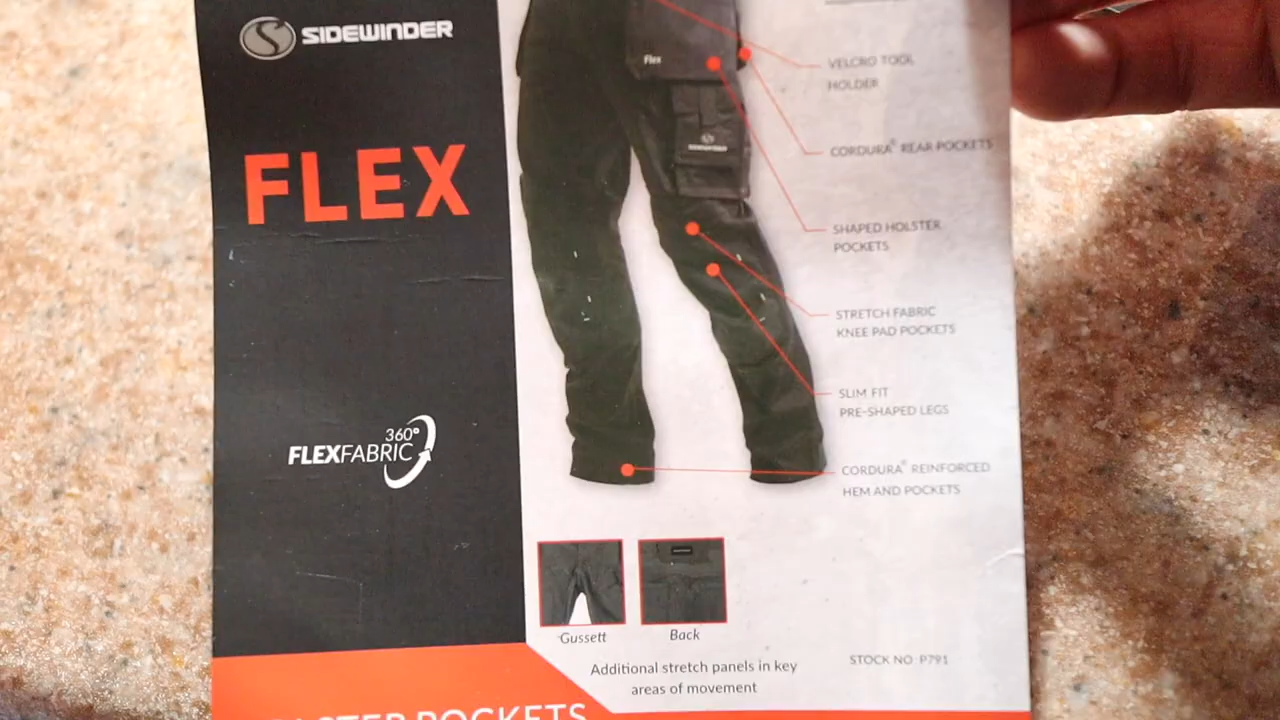 SIDEWINDER
FLEX
360°
FLEXFABRIC
Flex
SIDEWINDER
VELCRO TOOL
HOLDER
CORDURA® REAR POCKETS
SHAPED HOLSTER
POCKETS
STRETCH FABRIC
KNEE PAD POCKETS
SLIM FIT
PRE-SHAPED LEGS
CORDURA® REINFORCED
HEM AND POCKETS
Gussett
Back
Additional stretch panels in key
areas of movement
STOCK NO P791
POCKETS